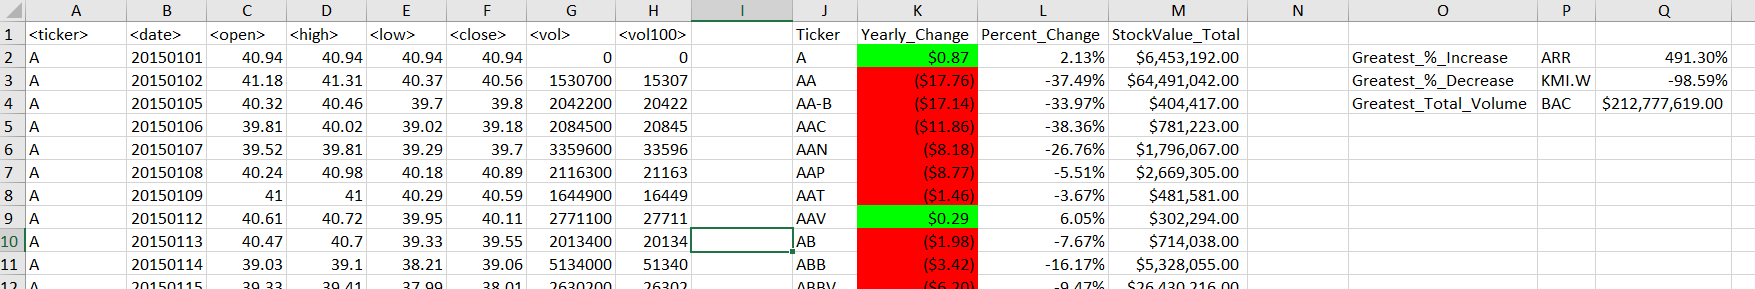 A B C D E F G H I J K L M N O P Q
1 <ticker> <date> <open> <high> <low> <close> <vol> <vol100> Ticker Yearly_Change Percent_Change StockValue_Total
2 A 20150101 40.94 40.94 40.94 40.94 0 0 A $0.87 2.13% $6,453,192.00 Greatest_%_Increase ARR 491.30%
3 A 20150102 41.18 41.31 40.37 40.56 1530700 15307 AA ($17.76) -37.49% $64,491,042.00 Greatest_%_Decrease KMI.W -98.59%
4 A 20150105 40.32 40.46 39.7 39.8 2042200 20422 AA-B ($17.14) -33.97% $404,417.00 Greatest_Total_Volume BAC $212,777,619.00
5 A 20150106 39.81 40.02 39.02 39.18 2084500 20845 AAC ($11.86) -38.36% $781,223.00
6 A 20150107 39.52 39.81 39.29 39.7 3359600 33596 AAN ($8.18) -26.76% $1,796,067.00
7 A 20150108 40.24 40.98 40.18 40.89 2116300 21163 AAP ($8.77) -5.51% $2,669,305.00
8 A 20150109 41 41 40.29 40.59 1644900 16449 AAT ($1.46) -3.67% $481,581.00
9 A 20150112 40.61 40.72 39.95 40.11 2771100 27711 AAV $0.29 6.05% $302,294.00
10 A 20150113 40.47 40.7 39.33 39.55 2013400 20134 AB ($1.98) -7.67% $714,038.00
11 A 20150114 39.03 39.1 38.21 39.06 5134000 51340 ABB ($3.42) -16.17% $5,328,055.00
12 A 20150115 39.33 39.41 37.99 38.01 2630200 26302 ABBV ($6.20) -9.47% $26,430,216.00